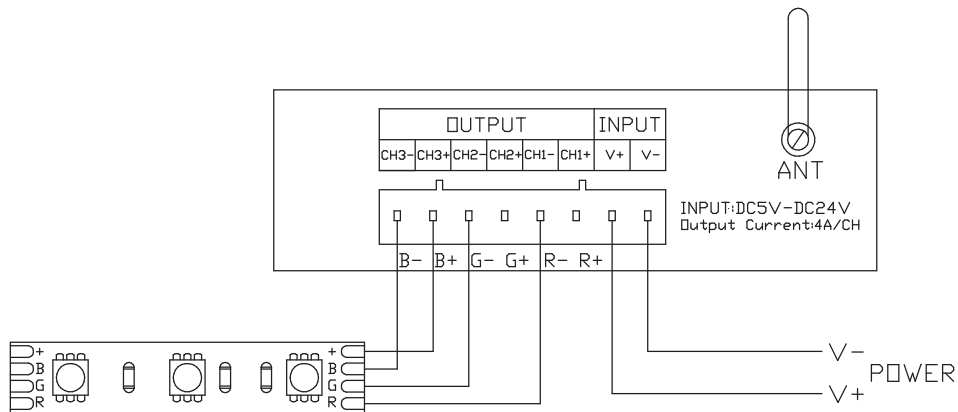 OUTPUT INPUT
CH3- CH3+ CH2- CH2+ CH1- CH1+ V+ V-
ANT
INPUT:DC5V-DC24V
Output Current:4A/CH
B- B+ G- G+ R- R+
+ +
B B
G G
R R
V-
POWER
V+